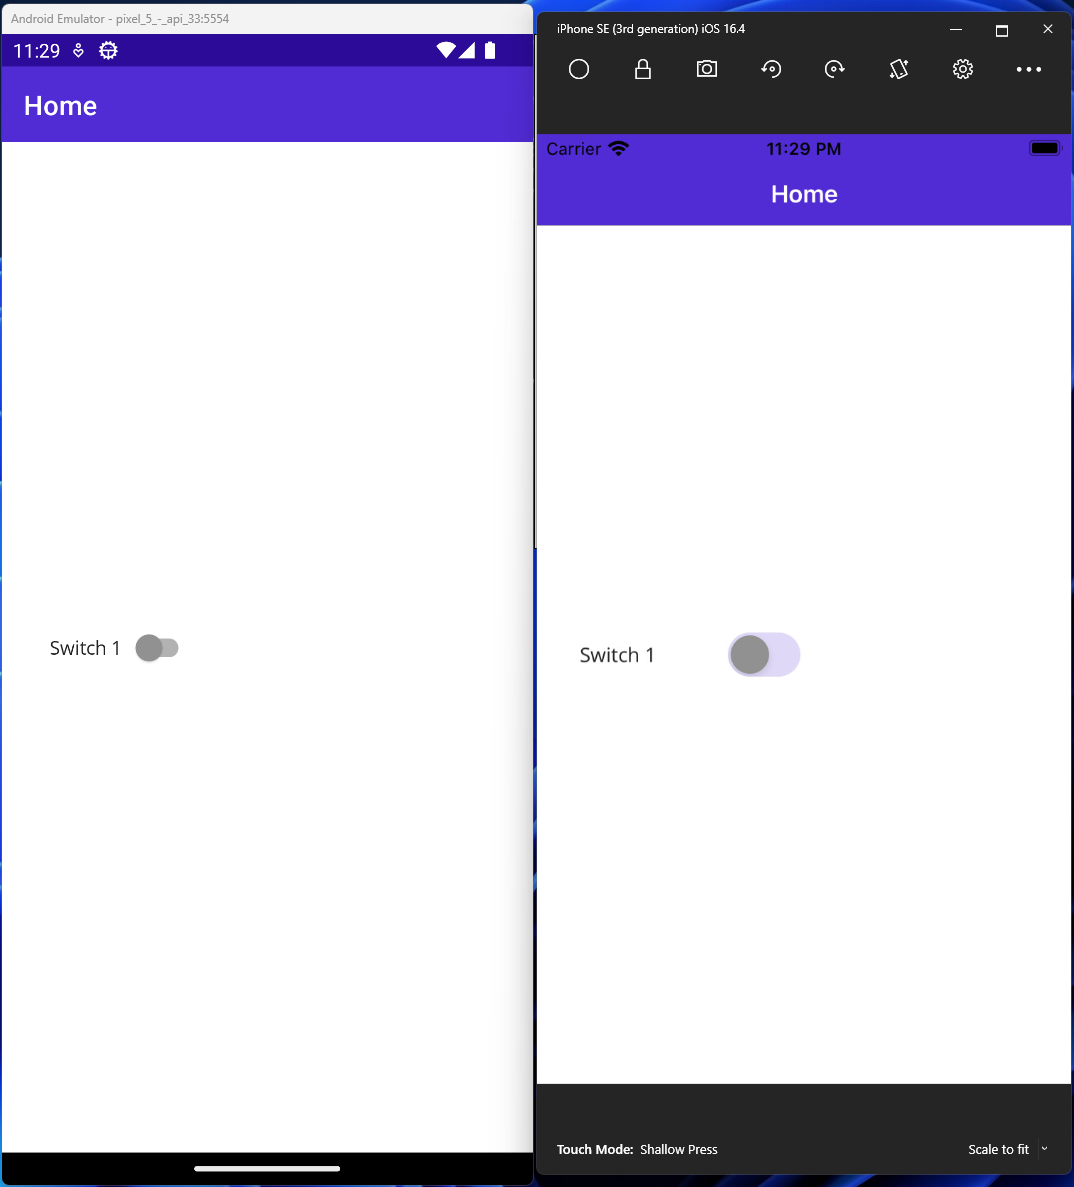 Android Emulator - pixel_5_-_api_33:5554
11:29
Home
Switch 1
iPhone SE (3rd generation) iOS 16.4
Carrier 11:29 PM
Home
Switch 1
Touch Mode: Shallow Press Scale to fit